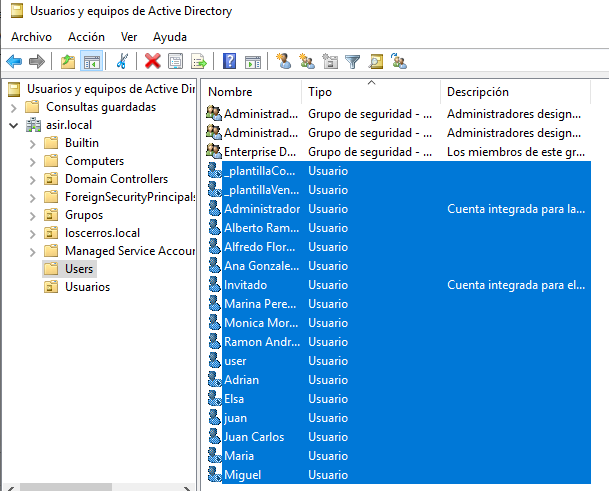 Usuarios y equipos de Active Directory
Archivo Acción Ver Ayuda
Usuarios y equipos de Active Dir
Consultas guardadas
asir.local
Builtin
Computers
Domain Controllers
ForeignSecurityPrincipals
Grupos
loscerros.local
Managed Service Accour
Users
Usuarios
Nombre Tipo Descripción
Administrad... Grupo de seguridad - ... Administradores design...
Administrad... Grupo de seguridad - ... Administradores design...
Enterprise D... Grupo de seguridad - ... Los miembros de este gr...
_plantillaCo... Usuario
_plantillaVen... Usuario
Administrador Usuario Cuenta integrada para la...
Alberto Ram... Usuario
Alfredo Flor... Usuario
Ana Gonzale... Usuario
Invitado Usuario Cuenta integrada para el...
Marina Pere... Usuario
Monica Mor... Usuario
Ramon Andr... Usuario
user Usuario
Adrian Usuario
Elsa Usuario
juan Usuario
Juan Carlos Usuario
Maria Usuario
Miguel Usuario